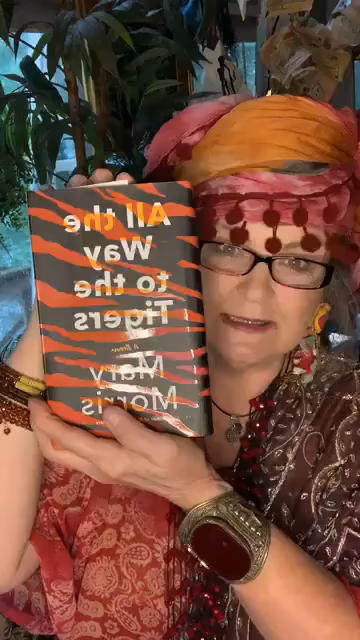 All the
Way
to the
Tigers
A Memoir
Mary
Morris